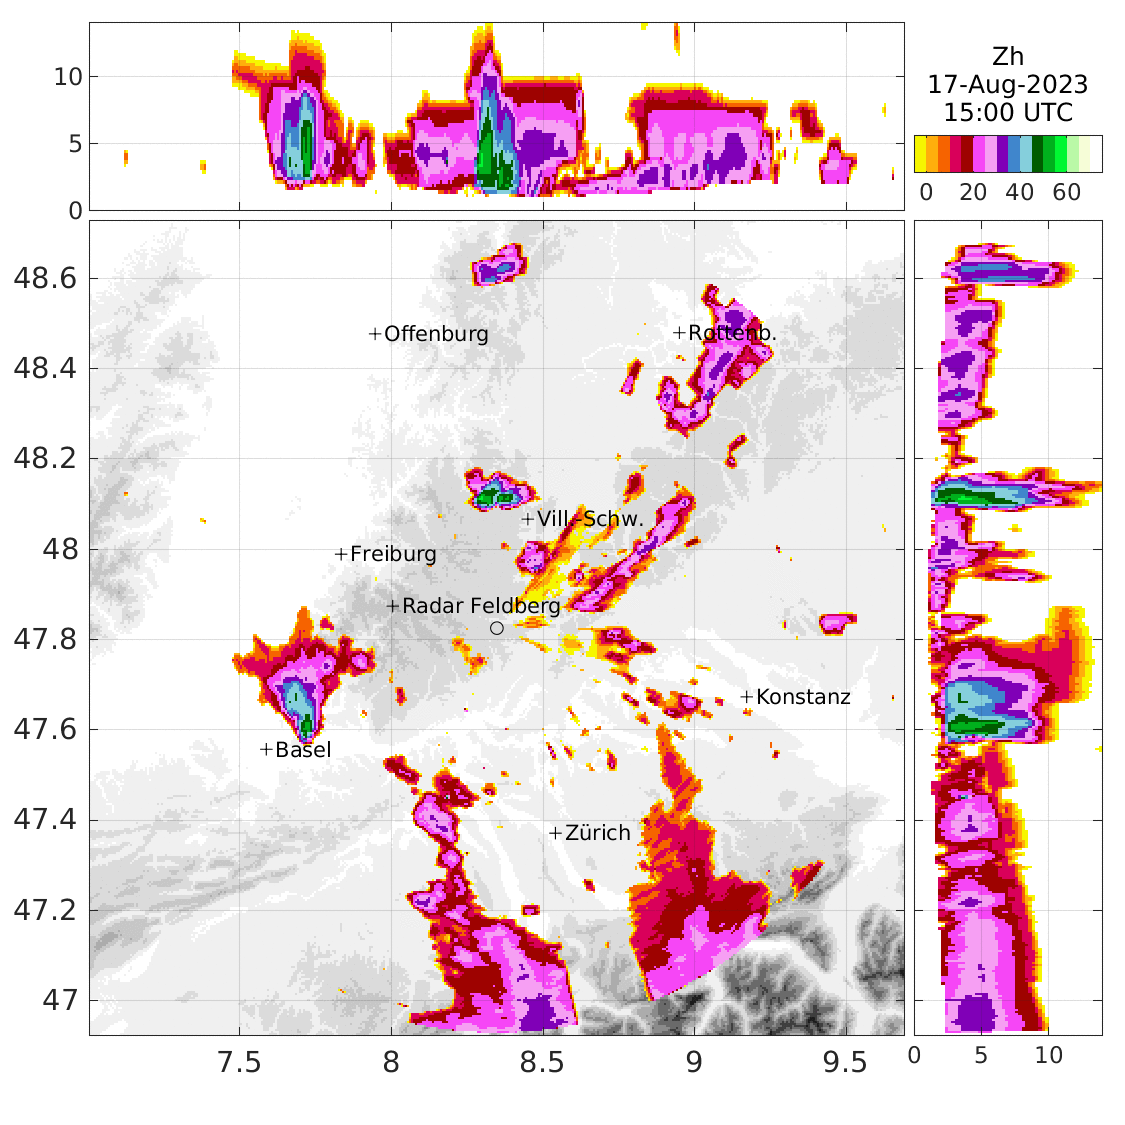 Zh
17-Aug-2023
15:00 UTC
0 20 40 60
10
5
0
48.6
48.4
48.2
48
47.8
47.6
47.4
47.2
47
+Offenburg
+Rottenb.
+Vill.-Schw.
+Freiburg
+Radar Feldberg
+Konstanz
+Basel
+Zürich
7.5 8 8.5 9 9.5
0 5 10